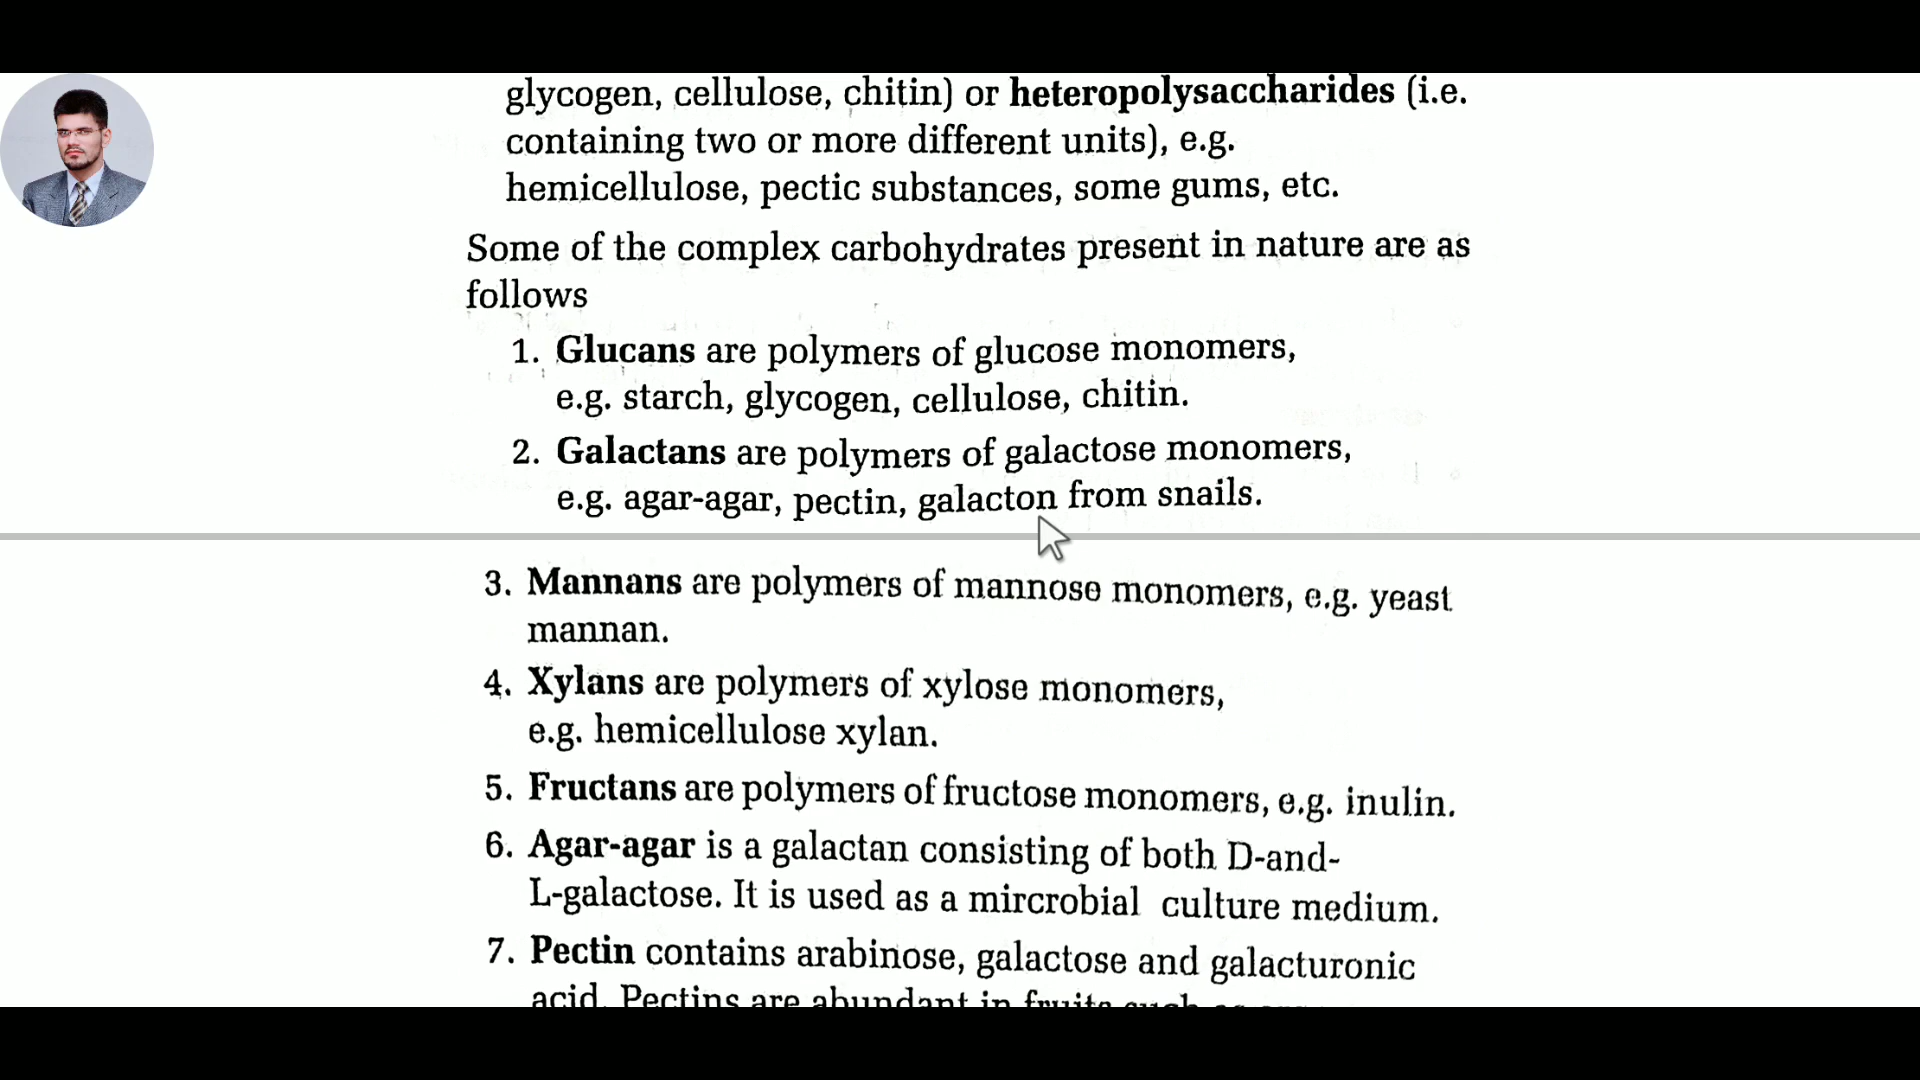 glycogen, cellulose, chitin) or heteropolysaccharides (i.e.
containing two or more different units), e.g.
hemicellulose, pectic substances, some gums, etc.
Some of the complex carbohydrates present in nature are as
follows
1. Glucans are polymers of glucose monomers,
e.g. starch, glycogen, cellulose, chitin.
2. Galactans are polymers of galactose monomers,
e.g. agar-agar, pectin, galacton from snails.
3. Mannans are polymers of mannose monomers, e.g. yeast
mannan.
4. Xylans are polymers of xylose monomers,
e.g. hemicellulose xylan.
5. Fructans are polymers of fructose monomers, e.g. inulin.
6. Agar-agar is a galactan consisting of both D-and-
L-galactose. It is used as a mircrobial culture medium.
7. Pectin contains arabinose, galactose and galacturonic
acid. Pectins are abundant in fruits such as